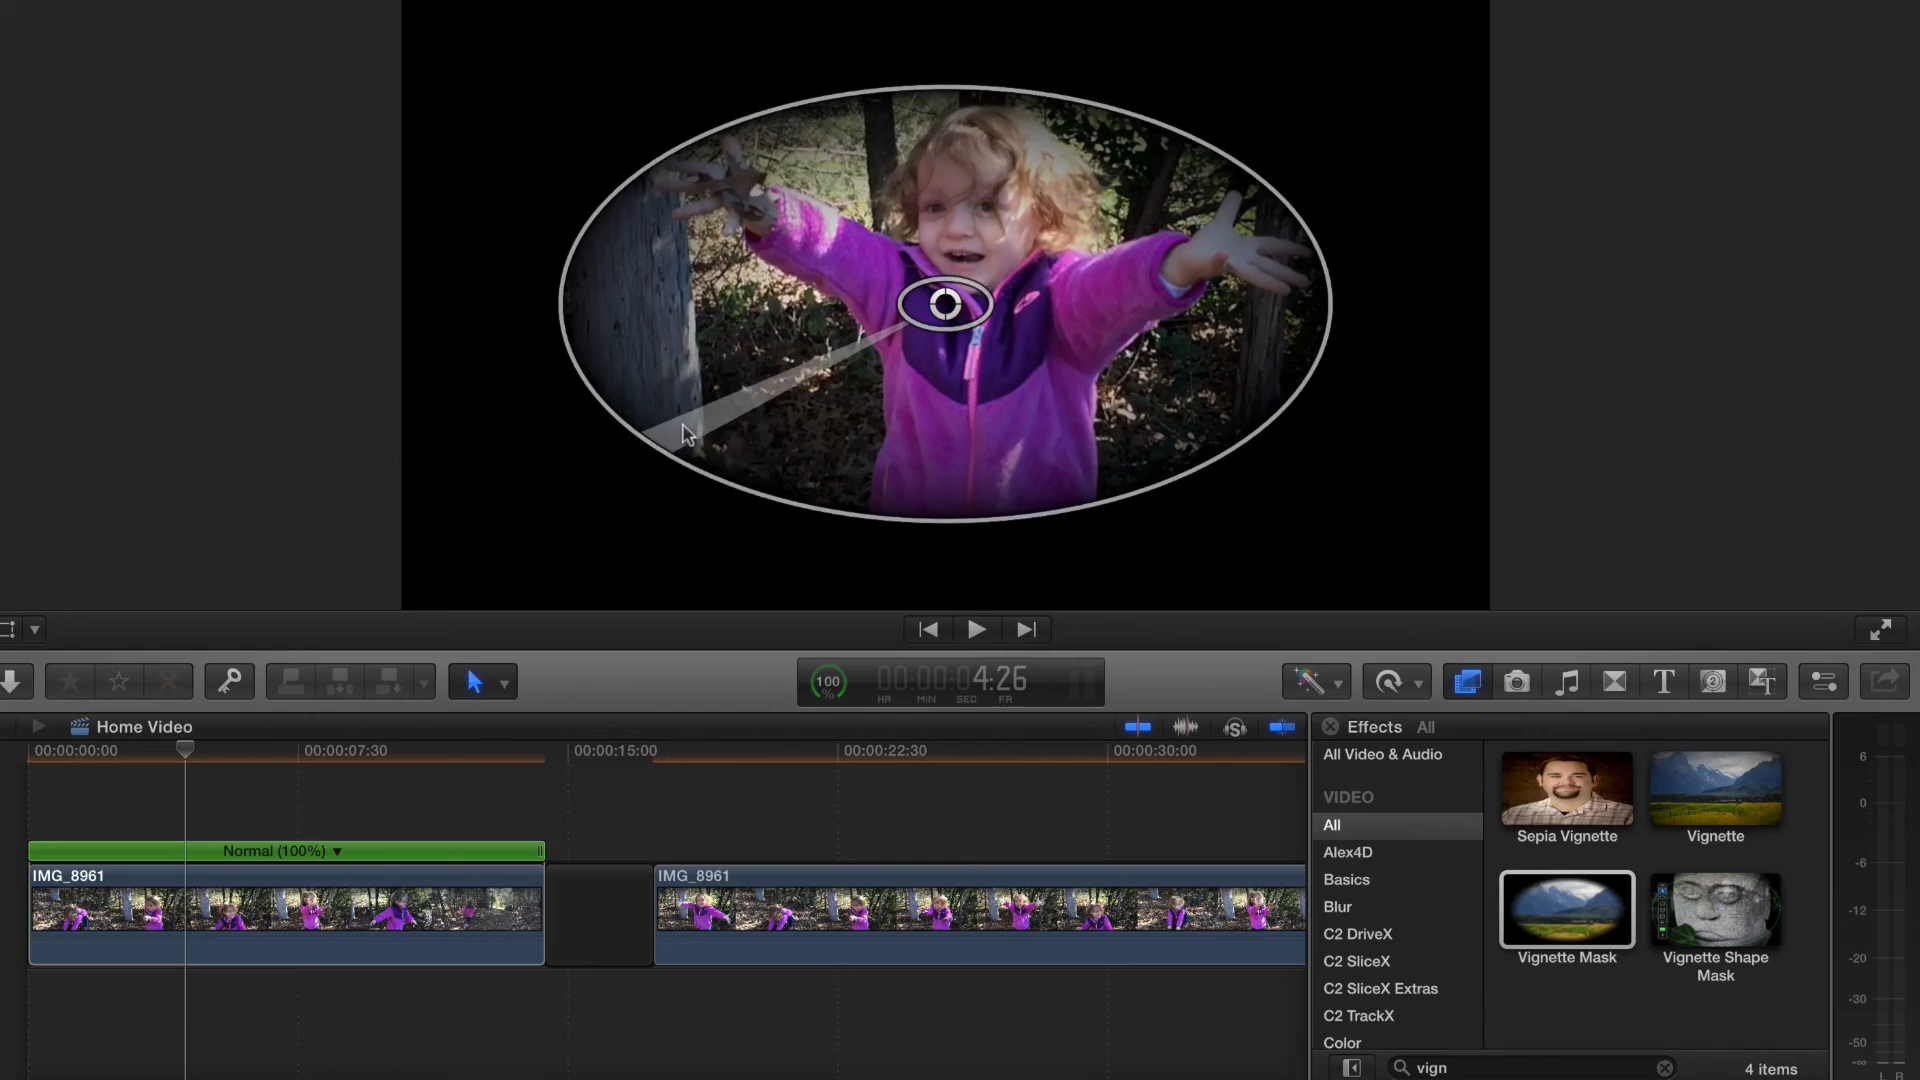 100
%
00:00:04:26
HR MIN SEC FR
Home Video
Effects All
00:00:00:00
00:00:07:30
00:00:15:00
00:00:22:30
00:00:30:00
All Video & Audio
VIDEO
All
Alex4D
Basics
Blur
C2 DriveX
C2 SliceX
C2 SliceX Extras
C2 TrackX
Color
Sepia Vignette
Vignette
Vignette Mask
Vignette Shape
Mask
Normal (100%)
IMG_8961
IMG_8961
vign
4 items
6
0
-6
-12
-20
-30
-50
-∞
L R
T
2
S
T